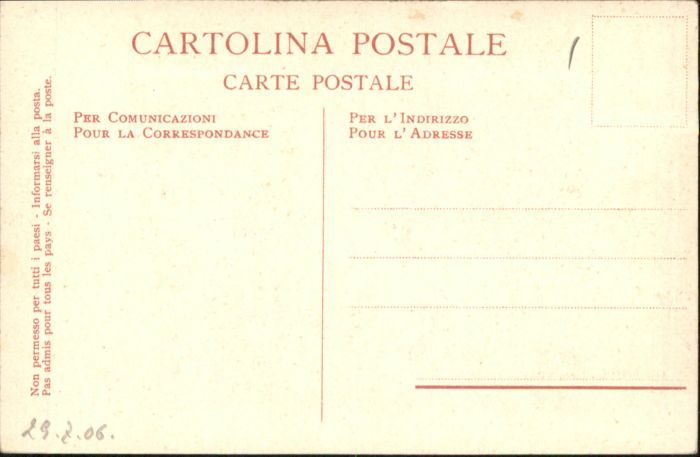 CARTOLINA POSTALE
CARTE POSTALE
PER COMUNICAZIONI
POUR LA CORRESPONDANCE
PER L'INDIRIZZO
POUR L'ADRESSE
Non permesso per tutti i paesi - Informarsi alla posta.
Pas admis pour tous les pays - Se renseigner à la poste.
29.7.06.